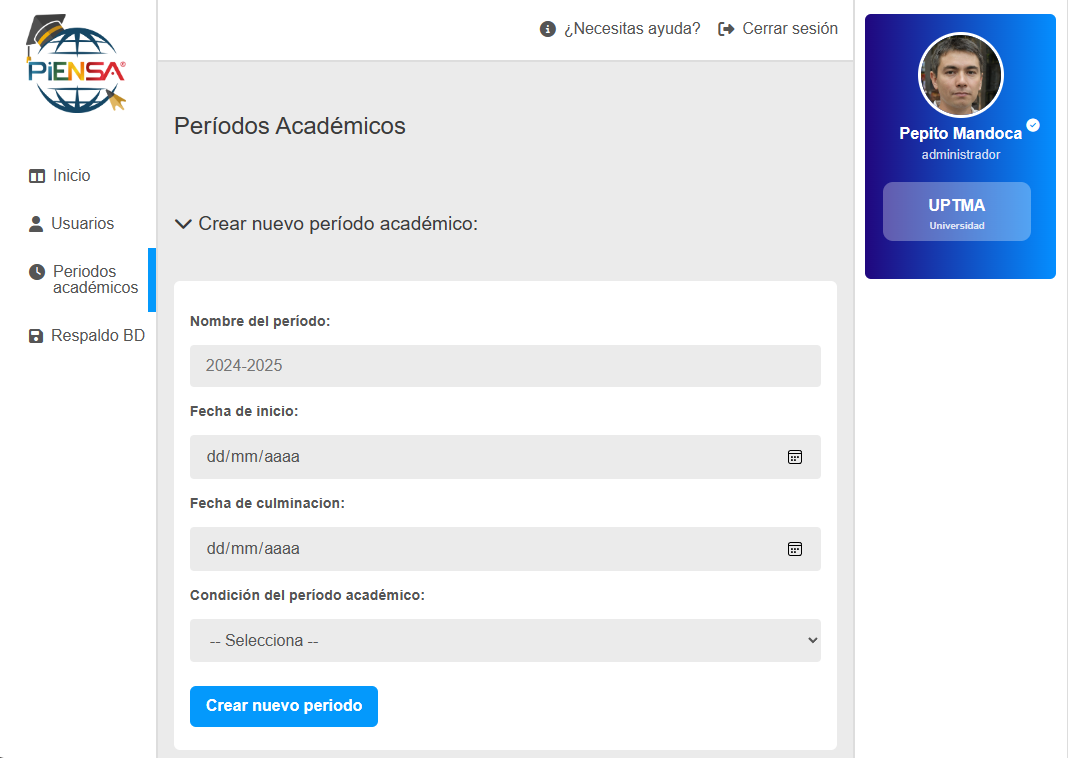 PiENSA®
Inicio
Usuarios
Periodos
académicos
Respaldo BD
¿Necesitas ayuda?
Cerrar sesión
Períodos Académicos
Crear nuevo período académico:
Nombre del período:
2024-2025
Fecha de inicio:
dd/mm/aaaa
Fecha de culminacion:
dd/mm/aaaa
Condición del período académico:
-- Selecciona --
Crear nuevo periodo
Pepito Mandoca
administrador
UPTMA
Universidad